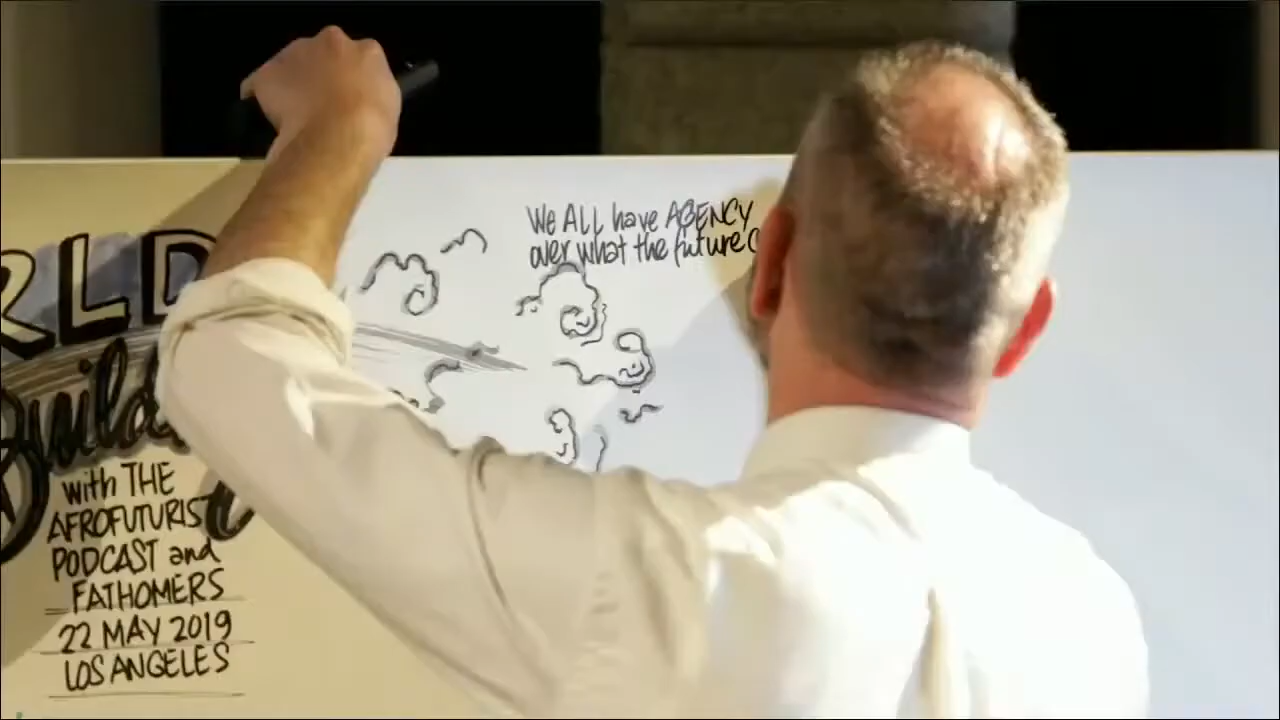 RLD
Build
with THE
AFROFUTURIST
PODCAST and
FATHOMERS
22 MAY 2019
LOS ANGELES
We ALL have AGENCY
over what the future